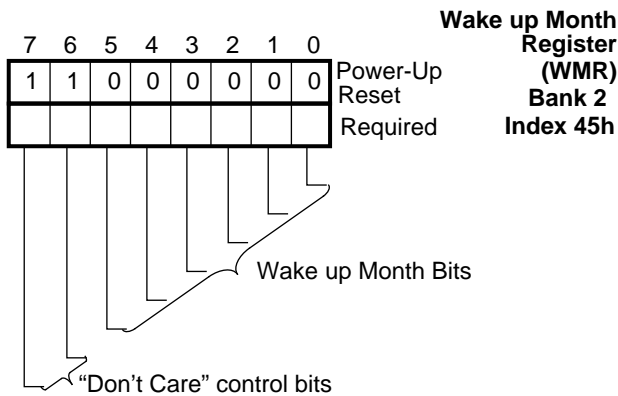 Wake up Month
Register
(WMR)
Bank 2
Index 45h
7 6 5 4 3 2 1 0
1 1 0 0 0 0 0 0
Power-Up
Reset
Required
Wake up Month Bits
“Don’t Care” control bits